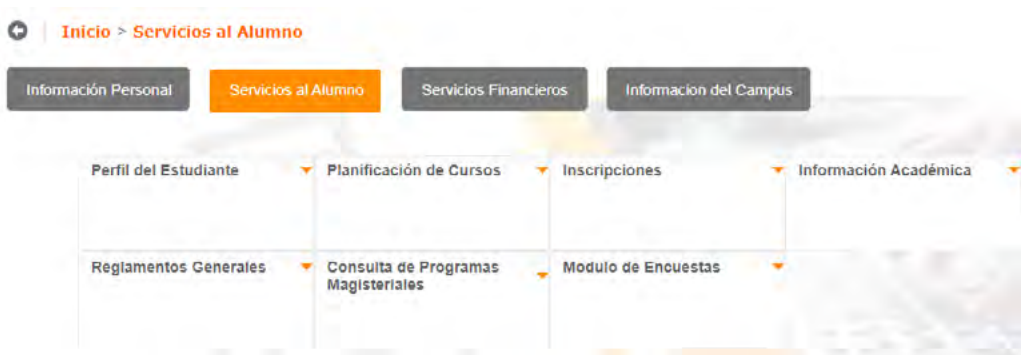 Inicio > Servicios al Alumno
Información Personal
Servicios al Alumno
Servicios Financieros
Informacion del Campus
Perfil del Estudiante
Planificación de Cursos
Inscripciones
Información Académica
Reglamentos Generales
Consulta de Programas
Magisteriales
Modulo de Encuestas